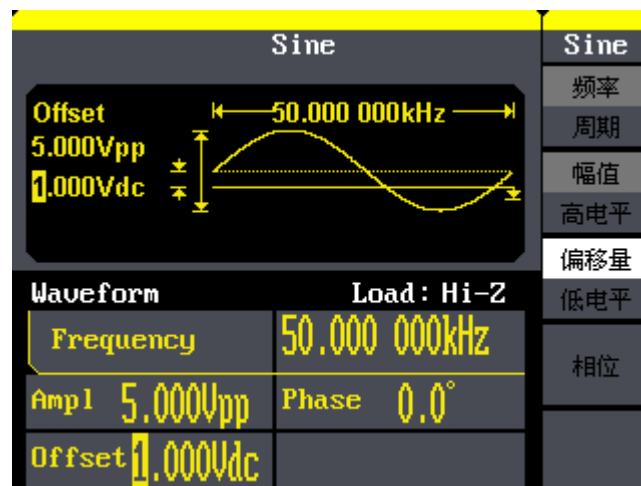 Sine
Sine
Offset
50.000 000kHz
5.000Vpp
1.000Vdc
Waveform
Load: Hi-Z
Frequency
50.000 000kHz
Ampl 5.000Vpp
Phase 0.0°
Offset 1.000Vdc
频率
周期
幅值
高电平
偏移量
低电平
相位